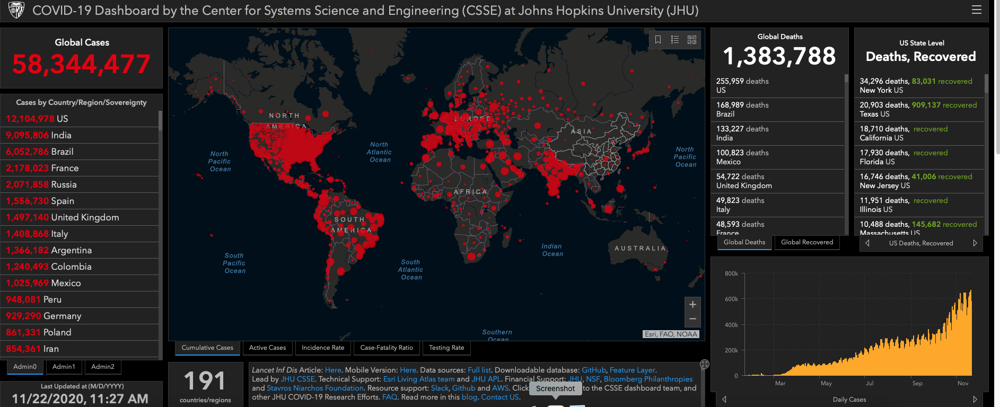 COVID-19 Dashboard by the Center for Systems Science and Engineering (CSSE) at Johns Hopkins University (JHU)
Global Cases
58,344,477
Cases by Country/Region/Sovereignty
12,104,978 US
9,095,806 India
6,052,786 Brazil
2,178,023 France
2,071,858 Russia
1,556,730 Spain
1,497,140 United Kingdom
1,408,868 Italy
1,366,182 Argentina
1,240,493 Colombia
1,025,969 Mexico
948,081 Peru
929,290 Germany
861,331 Poland
854,361 Iran
Admin0
Admin1
Admin2
Last Updated at (M/D/YYYY)
11/22/2020, 11:27 AM
NORTH
AMERICA
EUROPE
ASIA
North
Pacific
Ocean
North
Atlantic
Ocean
North
Pacific
Ocean
AFRICA
SOUTH
AMERICA
AUSTRALIA
Indian
Ocean
South
Pacific
Ocean
South
Atlantic
Ocean
Southern
Ocean
Esri, FAO, NOAA
Cumulative Cases
Active Cases
Incidence Rate
Case-Fatality Ratio
Testing Rate
191
countries/regions
Lancet Inf Dis Article: Here. Mobile Version: Here. Data sources: Full list. Downloadable database: GitHub, Feature Layer.
Lead by JHU CSSE. Technical Support: Esri Living Atlas team and JHU APL. Financial Support: JHU, NSF, Bloomberg Philanthropies
and Stavros Niarchos Foundation. Resource support: Slack, Github and AWS. Click to the CSSE dashboard team, and
other JHU COVID-19 Research Efforts. FAQ. Read more in this blog. Contact US.
Screenshot
Global Deaths
1,383,788
255,959 deaths
US
168,989 deaths
Brazil
133,227 deaths
India
100,823 deaths
Mexico
54,722 deaths
United Kingdom
49,823 deaths
Italy
48,593 deaths
France
Global Deaths
Global Recovered
US State Level
Deaths, Recovered
34,296 deaths, 83,031 recovered
New York US
20,903 deaths, 909,137 recovered
Texas US
18,710 deaths, recovered
California US
17,930 deaths, recovered
Florida US
16,746 deaths, 41,006 recovered
New Jersey US
11,951 deaths, recovered
Illinois US
10,488 deaths, 145,682 recovered
Massachusetts US
US Deaths, Recovered
800k
600k
400k
200k
0
Mar
May
Jul
Sep
Nov
Daily Cases